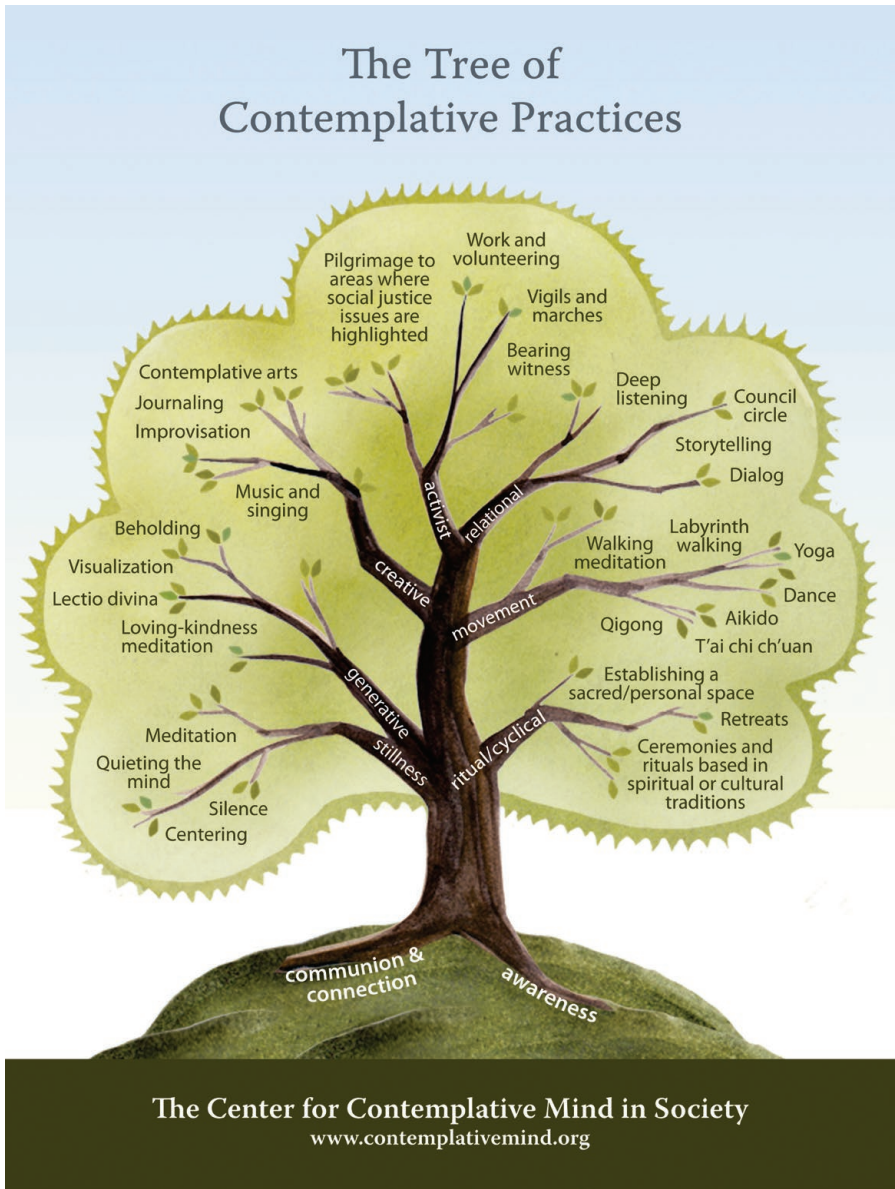 The Tree of
Contemplative Practices
Work and
volunteering
Pilgrimage to
areas where
social justice
issues are
highlighted
Vigils and
marches
Bearing
witness
Contemplative arts
Journaling
Improvisation
Music and
singing
Deep
listening
Council
circle
Storytelling
Dialog
activist
relational
creative
Beholding
Visualization
Lectio divina
Loving-kindness
meditation
generative
Walking
meditation
Labyrinth
walking
Yoga
Dance
Aikido
Qigong
T'ai chi ch'uan
movement
Meditation
Quieting the
mind
Silence
Centering
stillness
Establishing a
sacred/personal space
Retreats
Ceremonies and
rituals based in
spiritual or cultural
traditions
ritual/cyclical
communion &
connection
awareness
The Center for Contemplative Mind in Society
www.contemplativemind.org